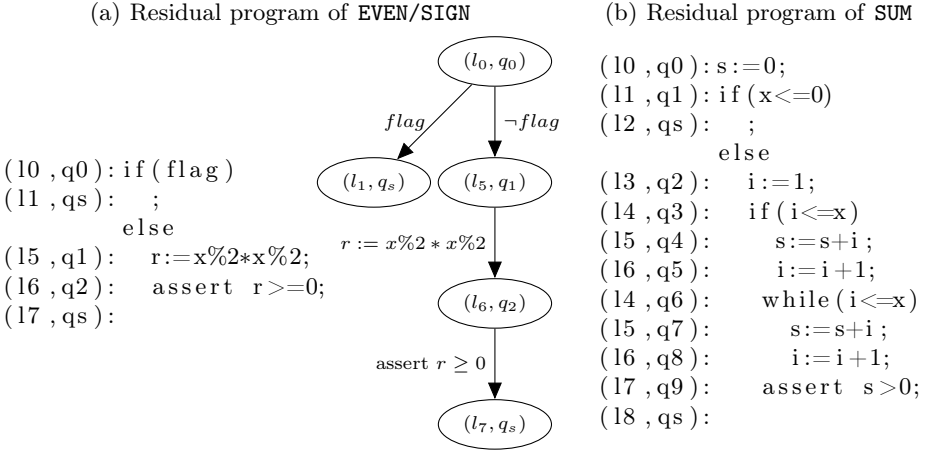 (a) Residual program of EVEN/SIGN
(l0 ,q0): if(flag)
(l1 ,qs):   ;
else
(l5 ,q1):   r:=x%2*x%2;
(l6 ,q2):   assert r>=0;
(l7 ,qs):
(l₀, q₀)
flag
¬flag
(l₁, qₛ)
(l₅, q₁)
r := x%2 ∗ x%2
(l₆, q₂)
assert r ≥ 0
(l₇, qₛ)
(b) Residual program of SUM
(l0 ,q0): s:=0;
(l1 ,q1): if(x<=0)
(l2 ,qs):   ;
else
(l3 ,q2):   i:=1;
(l4 ,q3):   if(i<=x)
(l5 ,q4):     s:=s+i;
(l6 ,q5):     i:=i+1;
(l4 ,q6):    while(i<=x)
(l5 ,q7):      s:=s+i;
(l6 ,q8):      i:=i+1;
(l7 ,q9):    assert s>0;
(l8 ,qs):